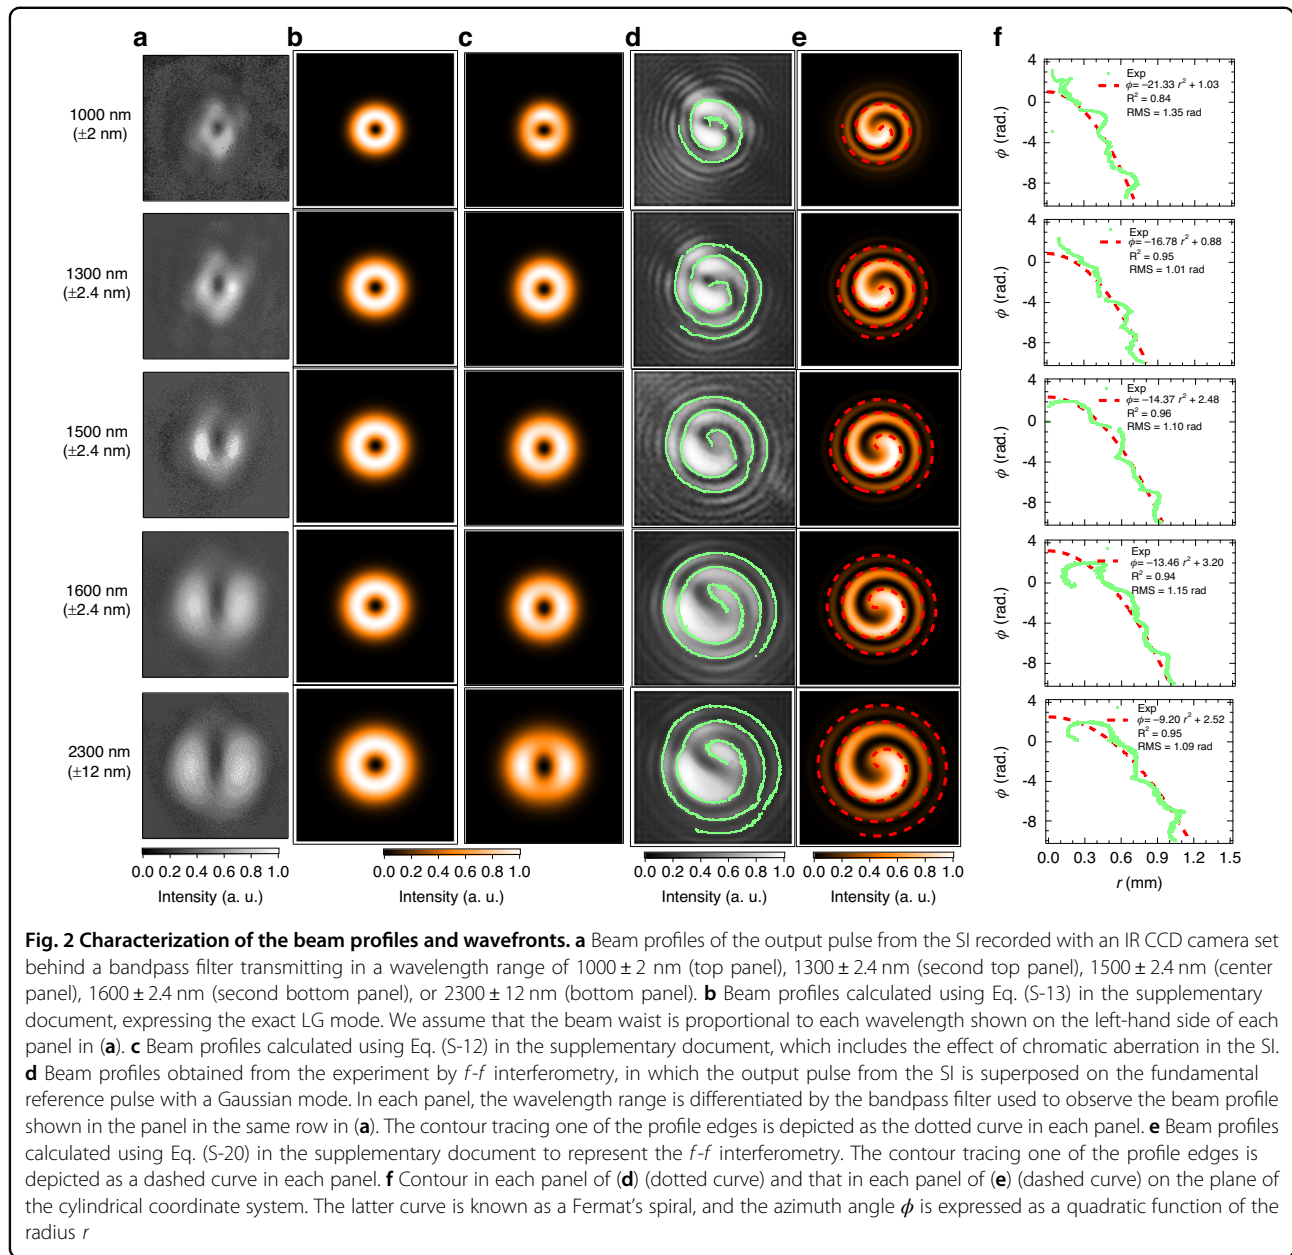 a b c d e f
1000 nm
(±2 nm)
1300 nm
(±2.4 nm)
1500 nm
(±2.4 nm)
1600 nm
(±2.4 nm)
2300 nm
(±12 nm)
0.0 0.2 0.4 0.6 0.8 1.0
Intensity (a. u.)
0.0 0.2 0.4 0.6 0.8 1.0
Intensity (a. u.)
0.0 0.2 0.4 0.6 0.8 1.0
Intensity (a. u.)
0.0 0.2 0.4 0.6 0.8 1.0
Intensity (a. u.)
4
0
-4
-8
ϕ (rad.)
Exp
ϕ= −21.33 r² + 1.03
R² = 0.84
RMS = 1.35 rad
4
0
-4
-8
ϕ (rad.)
Exp
ϕ= −16.78 r² + 0.88
R² = 0.95
RMS = 1.01 rad
4
0
-4
-8
ϕ (rad.)
Exp
ϕ= −14.37 r² + 2.48
R² = 0.96
RMS = 1.10 rad
4
0
-4
-8
ϕ (rad.)
Exp
ϕ= −13.46 r² + 3.20
R² = 0.94
RMS = 1.15 rad
4
0
-4
-8
ϕ (rad.)
Exp
ϕ= −9.20 r² + 2.52
R² = 0.95
RMS = 1.09 rad
0.0 0.3 0.6 0.9 1.2 1.5
r (mm)
Fig. 2 Characterization of the beam profiles and wavefronts. a Beam profiles of the output pulse from the SI recorded with an IR CCD camera set
behind a bandpass filter transmitting in a wavelength range of 1000 ± 2 nm (top panel), 1300 ± 2.4 nm (second top panel), 1500 ± 2.4 nm (center
panel), 1600 ± 2.4 nm (second bottom panel), or 2300 ± 12 nm (bottom panel). b Beam profiles calculated using Eq. (S-13) in the supplementary
document, expressing the exact LG mode. We assume that the beam waist is proportional to each wavelength shown on the left-hand side of each
panel in (a). c Beam profiles calculated using Eq. (S-12) in the supplementary document, which includes the effect of chromatic aberration in the SI.
d Beam profiles obtained from the experiment by f-f interferometry, in which the output pulse from the SI is superposed on the fundamental
reference pulse with a Gaussian mode. In each panel, the wavelength range is differentiated by the bandpass filter used to observe the beam profile
shown in the panel in the same row in (a). The contour tracing one of the profile edges is depicted as the dotted curve in each panel. e Beam profiles
calculated using Eq. (S-20) in the supplementary document to represent the f-f interferometry. The contour tracing one of the profile edges is
depicted as a dashed curve in each panel. f Contour in each panel of (d) (dotted curve) and that in each panel of (e) (dashed curve) on the plane of
the cylindrical coordinate system. The latter curve is known as a Fermat's spiral, and the azimuth angle ϕ is expressed as a quadratic function of the
radius r